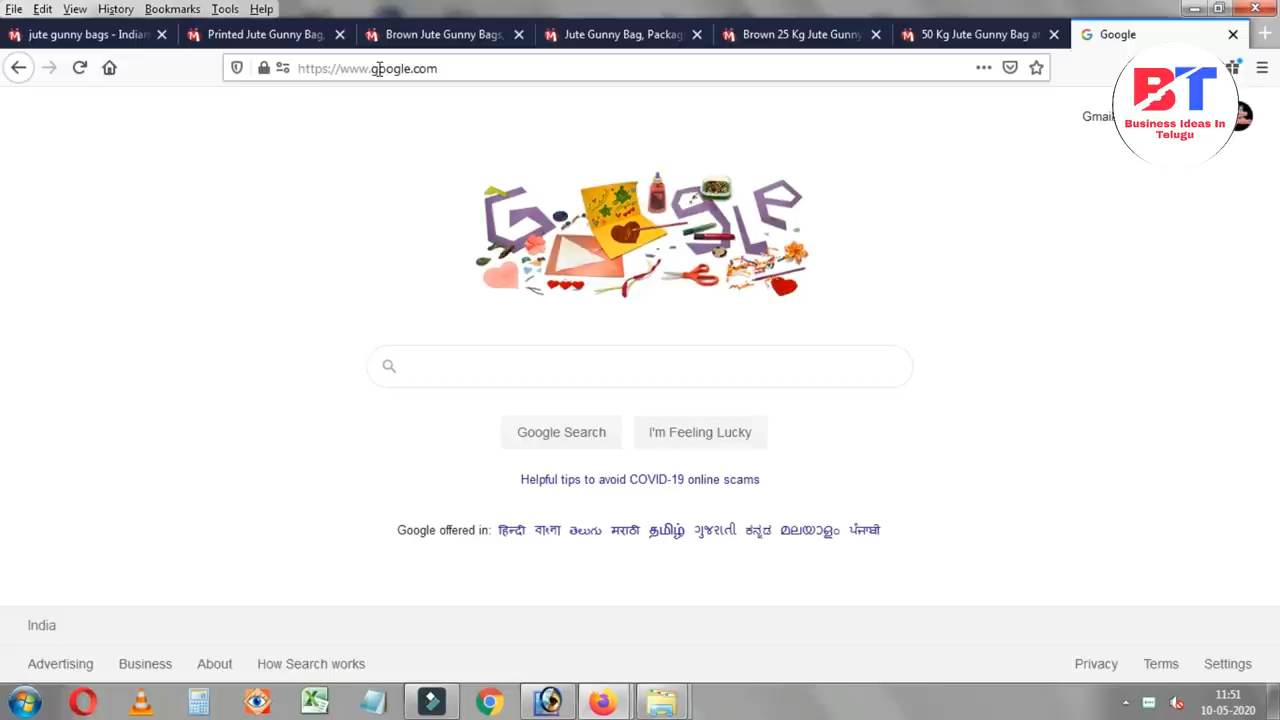 File Edit View History Bookmarks Tools Help
jute gunny bags - Indiam
Printed Jute Gunny Bag,
Brown Jute Gunny Bags,
Jute Gunny Bag, Packag
Brown 25 Kg Jute Gunny
50 Kg Jute Gunny Bag at
Google
https://www.google.com
Gmail
BT
Business Ideas In
Telugu
Google Search
I'm Feeling Lucky
Helpful tips to avoid COVID-19 online scams
Google offered in: हिन्दी বাংলা తెలుగు मराठी தமிழ் ગુજરાતી ಕನ್ನಡ മലയാളം ਪੰਜਾਬੀ
India
Advertising Business About How Search works
Privacy Terms Settings
11:51
10-05-2020